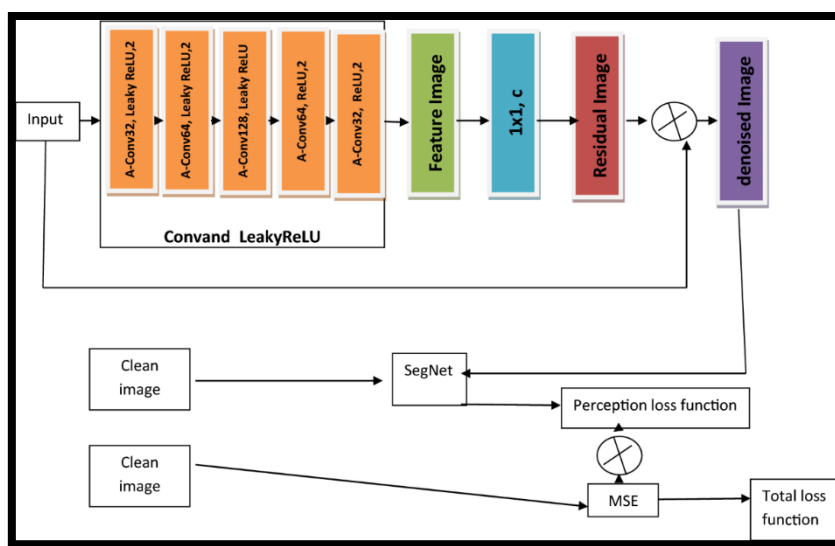 Input
A-Conv32, Leaky ReLU,2
A-Conv64, Leaky ReLU,2
A-Conv128, Leaky ReLU
A-Conv64, ReLU,2
A-Conv32, ReLU,2
Convand LeakyReLU
Feature Image
1x1, c
Residual Image
denoised Image
Clean
image
SegNet
Perception loss function
Clean
image
MSE
Total loss
function